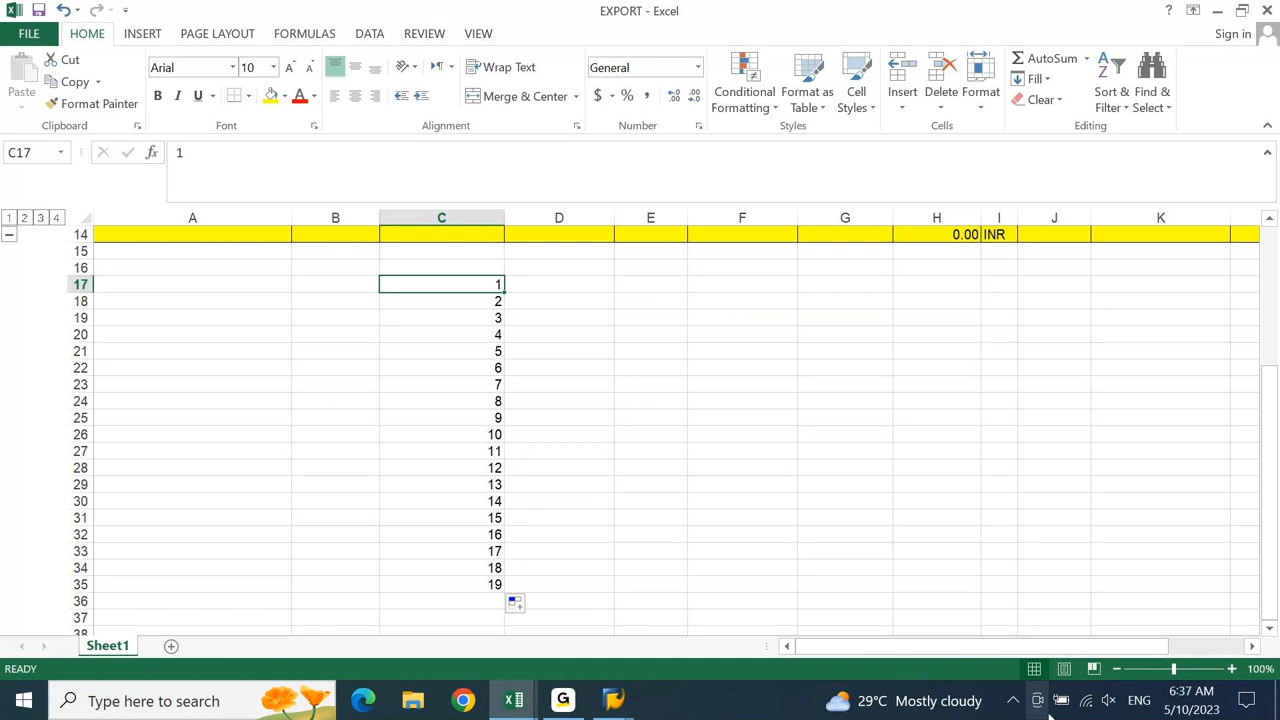 EXPORT - Excel
?
FILE HOME INSERT PAGE LAYOUT FORMULAS DATA REVIEW VIEW Sign in
Paste Cut Copy Format Painter Clipboard
Arial 10 B I U A Font
Wrap Text Merge & Center Alignment
General $ % , Number
Conditional Formatting Format as Table Cell Styles Styles
Insert Delete Format Cells
AutoSum Fill Clear Sort & Filter Find & Select Editing
C17 fx 1
1 2 3 4 A B C D E F G H I J K
14 0.00 INR
15
16
17 1
18 2
19 3
20 4
21 5
22 6
23 7
24 8
25 9
26 10
27 11
28 12
29 13
30 14
31 15
32 16
33 17
34 18
35 19
36
37
38
Sheet1
READY 100%
Type here to search G 29°C Mostly cloudy ENG 6:37 AM
5/10/2023